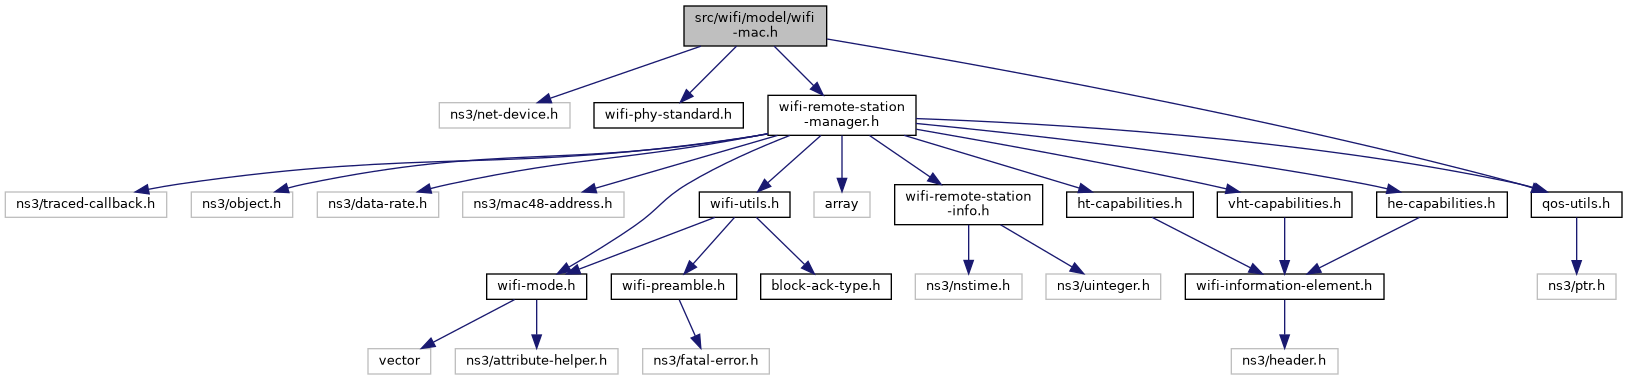 src/wifi/model/wifi
-mac.h
ns3/net-device.h
wifi-phy-standard.h
wifi-remote-station
-manager.h
ns3/traced-callback.h
ns3/object.h
ns3/data-rate.h
ns3/mac48-address.h
wifi-utils.h
array
wifi-remote-station
-info.h
ht-capabilities.h
vht-capabilities.h
he-capabilities.h
qos-utils.h
wifi-mode.h
wifi-preamble.h
block-ack-type.h
ns3/nstime.h
ns3/uinteger.h
wifi-information-element.h
ns3/ptr.h
vector
ns3/attribute-helper.h
ns3/fatal-error.h
ns3/header.h